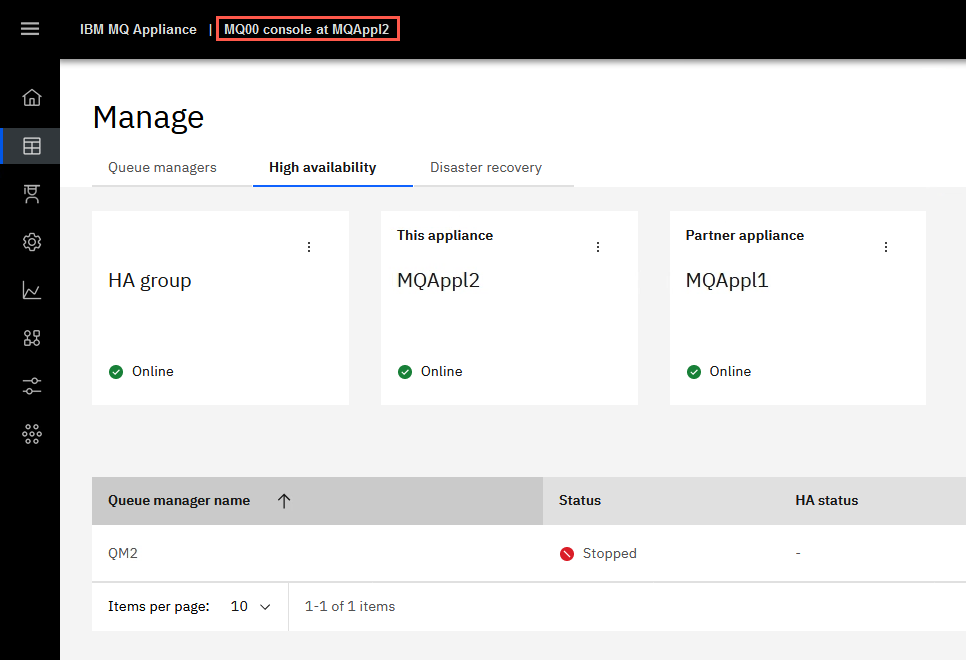 IBM MQ Appliance | MQ00 console at MQAppl2
Manage
Queue managers High availability Disaster recovery
HA group
Online
This appliance
MQAppl2
Online
Partner appliance
MQAppl1
Online
Queue manager name Status HA status
QM2 Stopped -
Items per page: 10 1-1 of 1 items